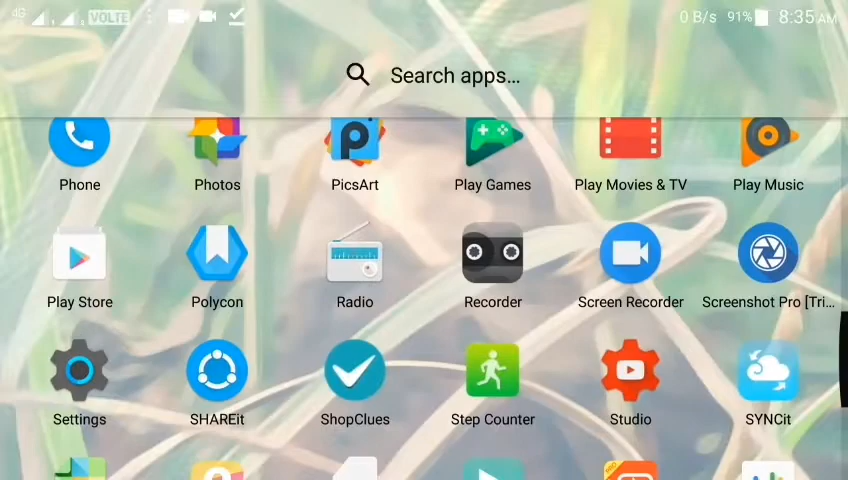 4G VOLTE 0 B/s 91% 8:35 AM
Search apps...
Phone Photos PicsArt Play Games Play Movies & TV Play Music
Play Store Polycon Radio Recorder Screen Recorder Screenshot Pro [Tri...
Settings SHAREit ShopClues Step Counter Studio SYNCit